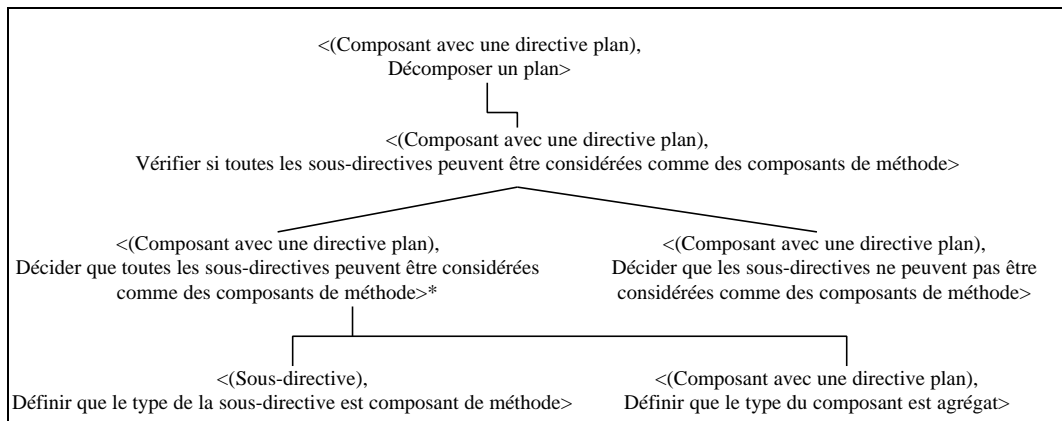 <(Composant avec une directive plan),
Décomposer un plan>
<(Composant avec une directive plan),
Vérifier si toutes les sous-directives peuvent être considérées comme des composants de méthode>
<(Composant avec une directive plan),
Décider que toutes les sous-directive peuvent être considérées
comme des composants de méthode>*
<(Composant avec une directive plan),
Décider que les sous-directives ne peuvent pas être
considérées comme des composants de méthode>
<(Sous-directive),
Définir que le type de la sous-directive est composant de méthode>
<(Composant avec une directive plan),
Définir que le type du composant est agrégat>